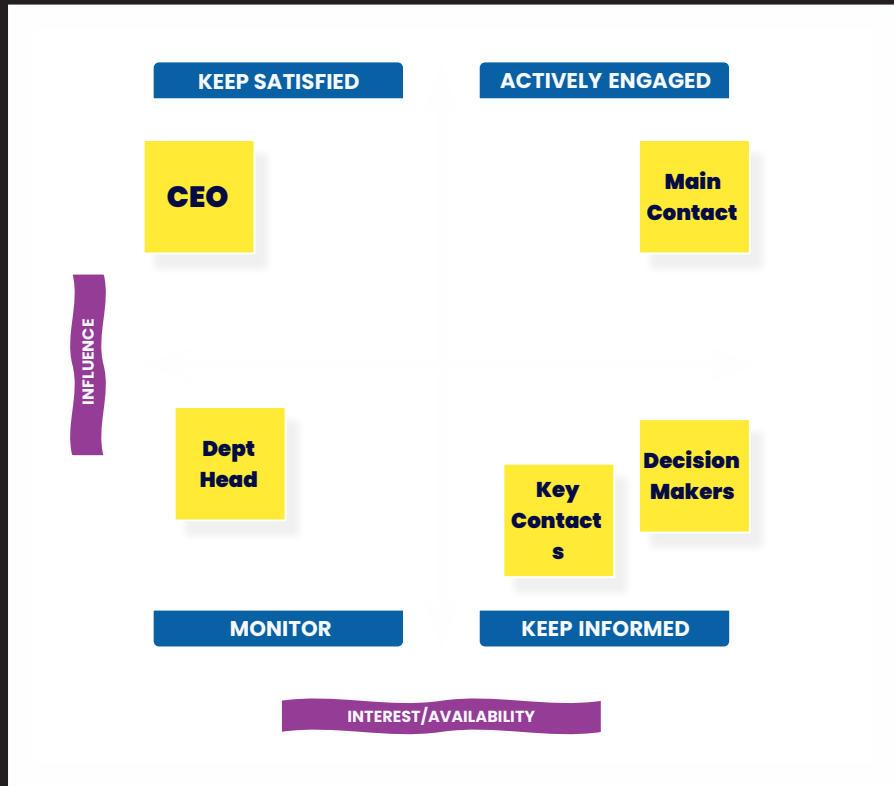 KEEP SATISFIED
ACTIVELY ENGAGED
CEO
Main
Contact
INFLUENCE
Dept
Head
Key
Contact
s
Decision
Makers
MONITOR
KEEP INFORMED
INTEREST/AVAILABILITY